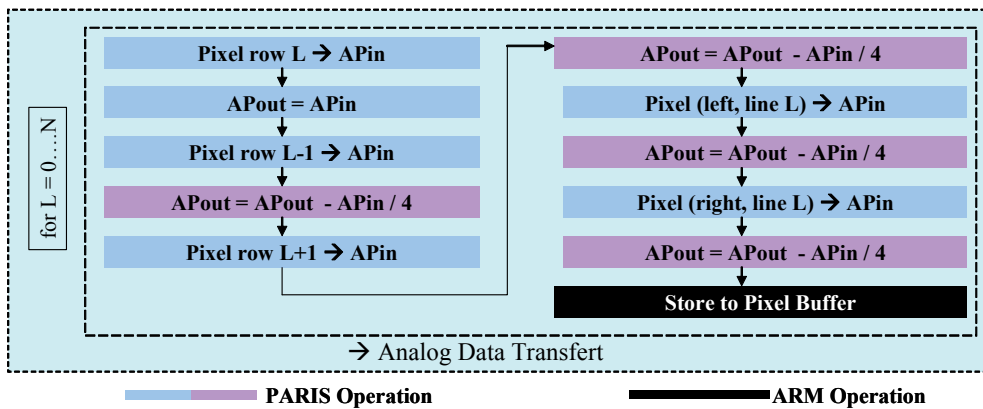 for L = 0….N
Pixel row L → APin
APout = APin
Pixel row L-1 → APin
APout = APout - APin / 4
Pixel row L+1 → APin
APout = APout - APin / 4
Pixel (left, line L) → APin
APout = APout - APin / 4
Pixel (right, line L) → APin
APout = APout - APin / 4
Store to Pixel Buffer
→ Analog Data Transfert
PARIS Operation
ARM Operation